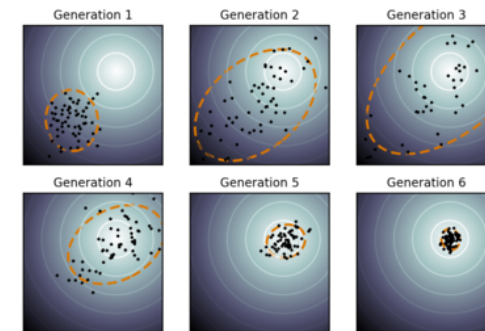 Generation 1
Generation 2
Generation 3
Generation 4
Generation 5
Generation 6